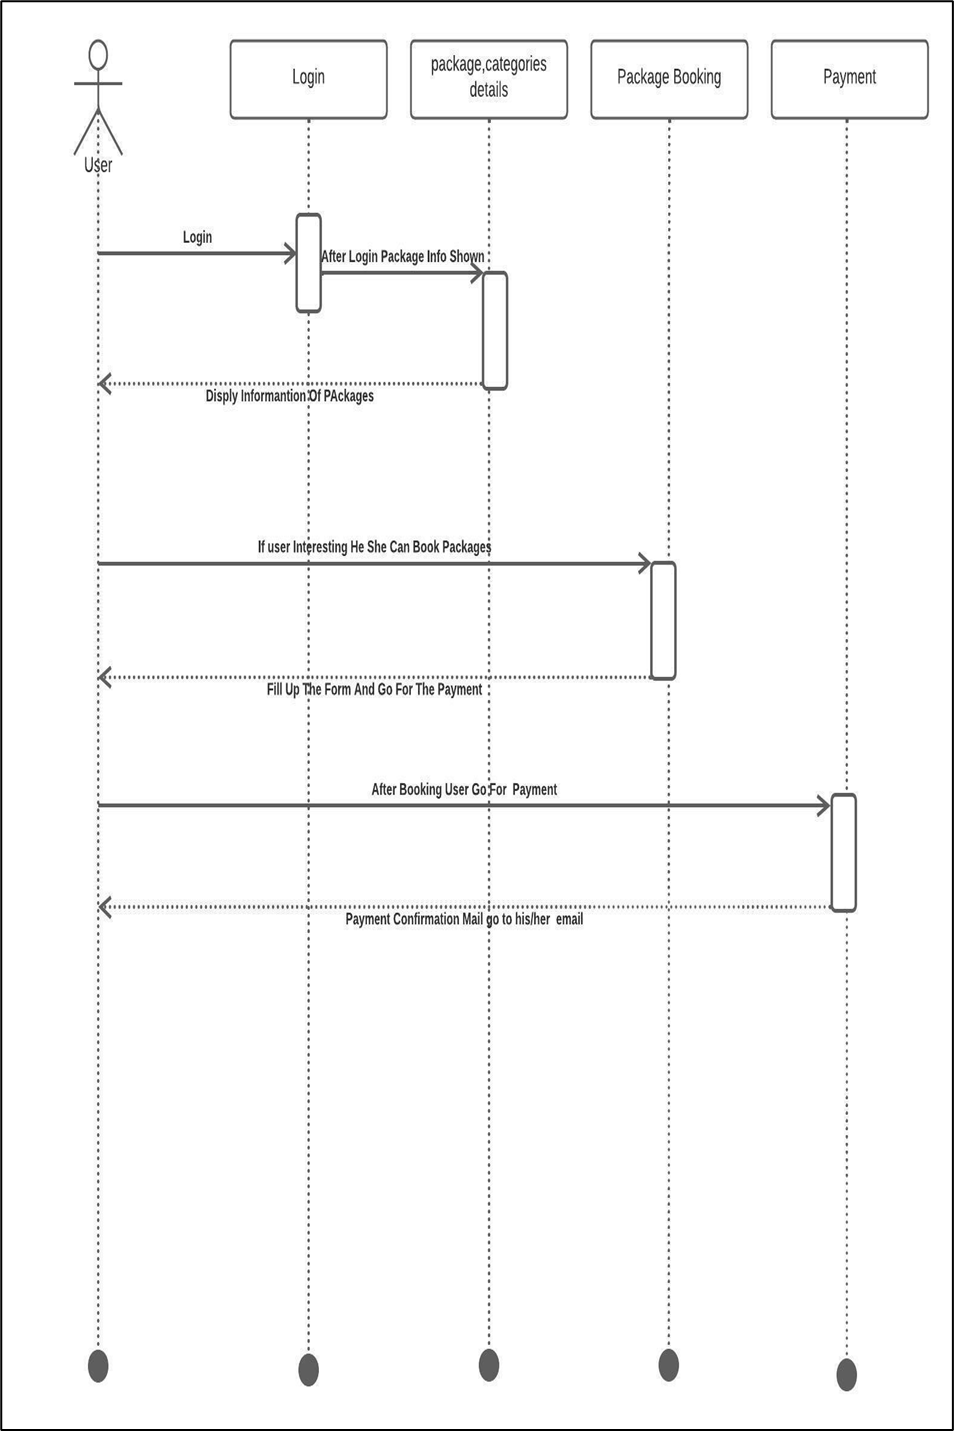 Login
package,categories
details
Package Booking
Payment
User
Login
After Login Package Info Shown
Disply Informantion Of PAckages
If user Interesting He She Can Book Packages
Fill Up The Form And Go For The Payment
After Booking User Go For  Payment
Payment Confirmation Mail go to his/her  email